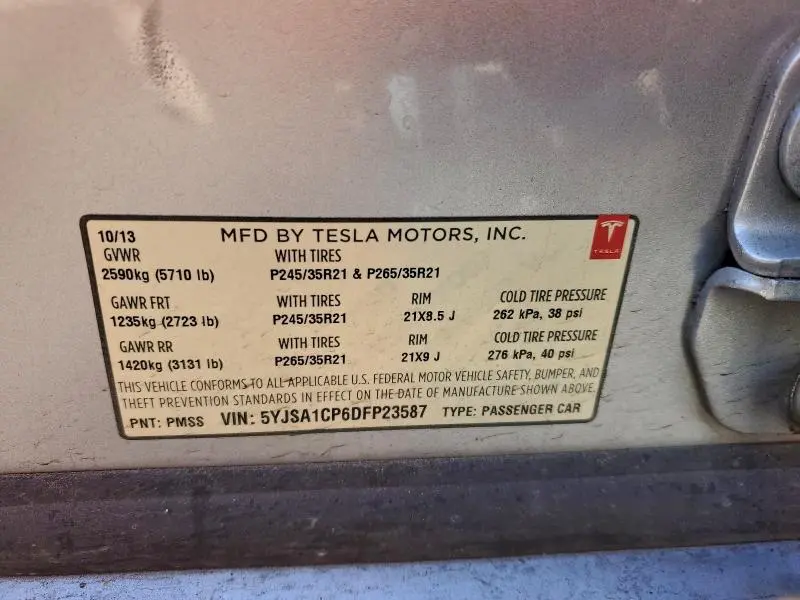 10/13 MFD BY TESLA MOTORS, INC.
TESLA
GVWR WITH TIRES
2590kg (5710 lb) P245/35R21 & P265/35R21
GAWR FRT WITH TIRES RIM COLD TIRE PRESSURE
1235kg (2723 lb) P245/35R21 21X8.5 J 262 kPa, 38 psi
GAWR RR WITH TIRES RIM COLD TIRE PRESSURE
1420kg (3131 lb) P265/35R21 21X9 J 276 kPa, 40 psi
THIS VEHICLE CONFORMS TO ALL APPLICABLE U.S. FEDERAL MOTOR VEHICLE SAFETY, BUMPER, AND
THEFT PREVENTION STANDARDS IN EFFECT ON THE DATE OF MANUFACTURE SHOWN ABOVE.
PNT: PMSS VIN: 5YJSA1CP6DFP23587 TYPE: PASSENGER CAR